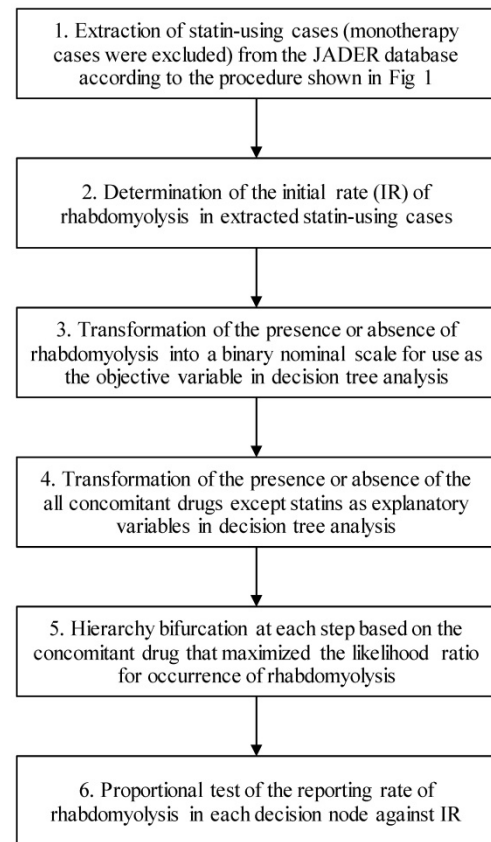 1. Extraction of statin-using cases (monotherapy
cases were excluded) from the JADER database
according to the procedure shown in Fig 1
2. Determination of the initial rate (IR) of
rhabdomyolysis in extracted statin-using cases
3. Transformation of the presence or absence of
rhabdomyolysis into a binary nominal scale for use as
the objective variable in decision tree analysis
4. Transformation of the presence or absence of the
all concomitant drugs except statins as explanatory
variables in decision tree analysis
5. Hierarchy bifurcation at each step based on the
concomitant drug that maximized the likelihood ratio
for occurrence of rhabdomyolysis
6. Proportional test of the reporting rate of
rhabdomyolysis in each decision node against IR